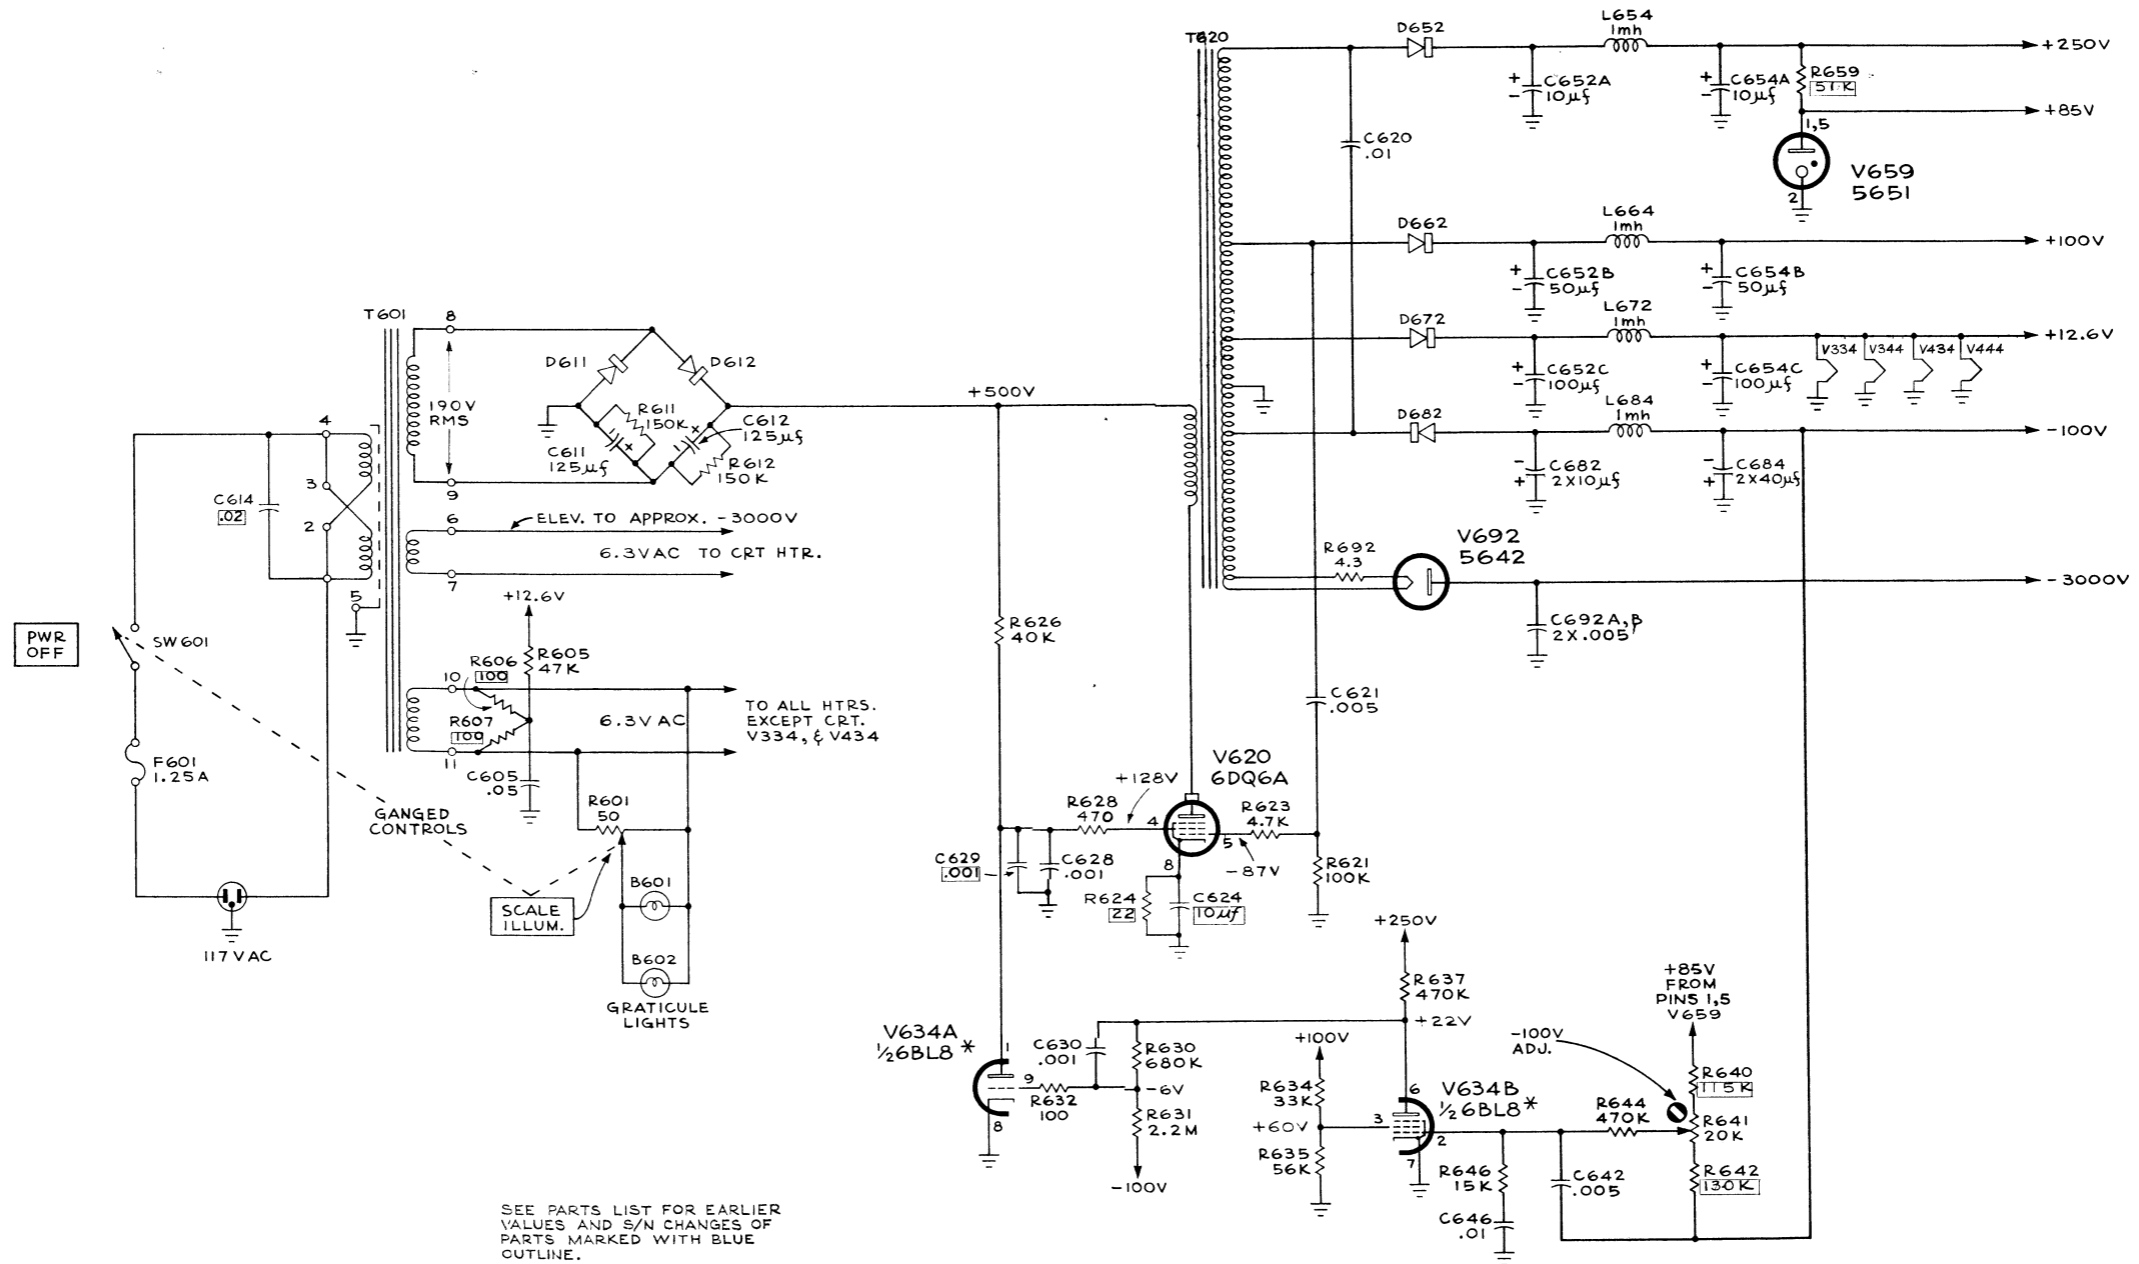 T620
D652
L654
1mh
+250V
C652A
10µf
C654A
10µf
R659
51K
+85V
1,5
V659
5651
2
C620
.01
D662
L664
1mh
+100V
C652B
50µf
C654B
50µf
D672
L672
1mh
+12.6V
V334
V344
V434
V444
C652C
100µf
C654C
100µf
D682
L684
1mh
-100V
C682
2X10µf
C684
2X40µf
V692
5642
R692
4.3
-3000V
C692A,B
2X.005
T601
8
190V
RMS
9
D611
D612
R611
150K
C612
125µf
C611
125µf
R612
150K
+500V
4
3
2
5
C614
.02
6
ELEV. TO APPROX. -3000V
6.3VAC TO CRT HTR.
7
+12.6V
R605
47K
R606
100
10
R607
100
11
6.3VAC
TO ALL HTRS.
EXCEPT CRT.
V334, & V434
C605
.05
PWR
OFF
SW601
F601
1.25A
GANGED
CONTROLS
R601
50
B601
SCALE
ILLUM.
B602
GRATICULE
LIGHTS
117VAC
R626
40K
C621
.005
V620
6DQ6A
+128V
R628
470
4
R623
4.7K
5
-87V
8
C629
.001
C628
.001
R624
22
C624
10µf
R621
100K
+250V
R637
470K
+22V
V634A
½6BL8*
1
C630
.001
R630
680K
9
R632
100
-6V
R631
2.2M
8
-100V
+100V
R634
33K
+60V
R635
56K
3
6
V634B
½6BL8*
2
7
-100V
ADJ.
+85V
FROM
PINS 1,5
V659
R640
115K
R644
470K
R641
20K
R642
130K
R646
15K
C642
.005
C646
.01
SEE PARTS LIST FOR EARLIER
VALUES AND S/N CHANGES OF
PARTS MARKED WITH BLUE
OUTLINE.